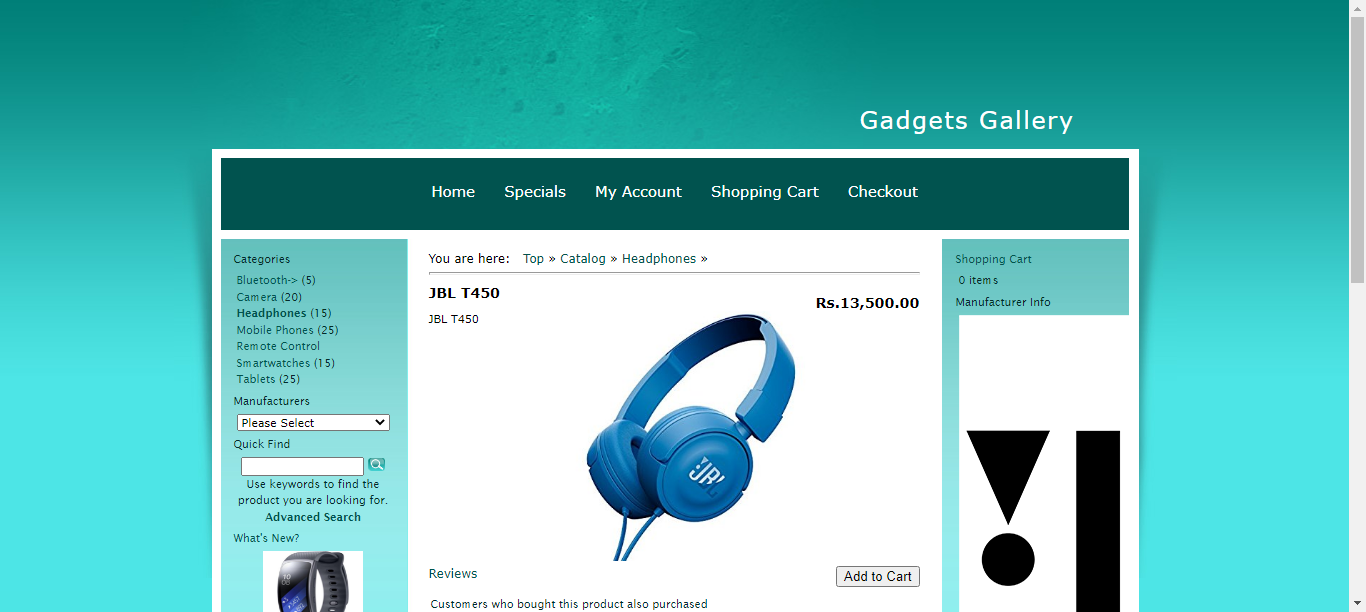 Gadgets Gallery
Home Specials My Account Shopping Cart Checkout
Categories
Bluetooth-> (5)
Camera (20)
Headphones (15)
Mobile Phones (25)
Remote Control
Smartwatches (15)
Tablets (25)
Manufacturers
Please Select
Quick Find
Use keywords to find the
product you are looking for.
Advanced Search
What's New?
You are here: Top » Catalog » Headphones »
JBL T450
Rs.13,500.00
JBL T450
JBL
Reviews
Add to Cart
Customers who bought this product also purchased
Shopping Cart
0 items
Manufacturer Info